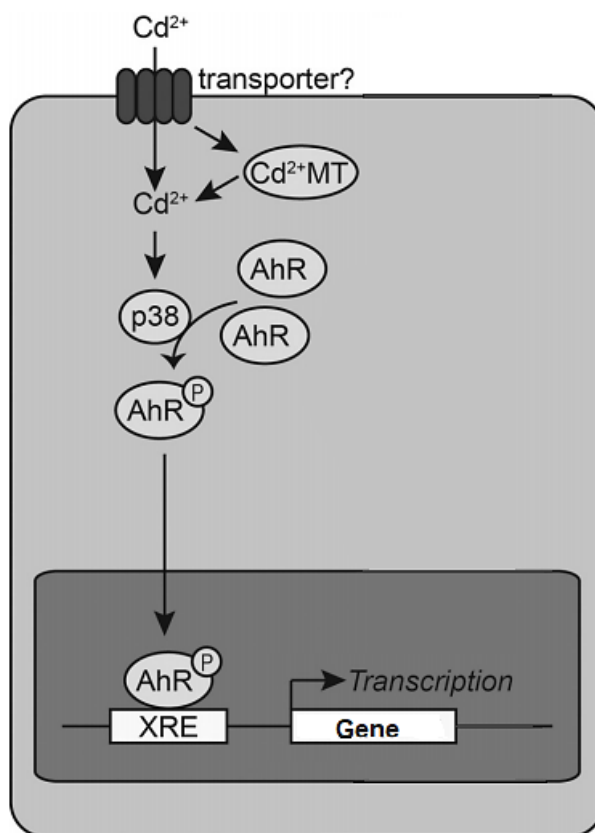 Cd²⁺
transporter?
Cd²⁺MT
Cd²⁺
AhR
p38
AhR
P
AhR
P
AhR
Transcription
XRE
Gene